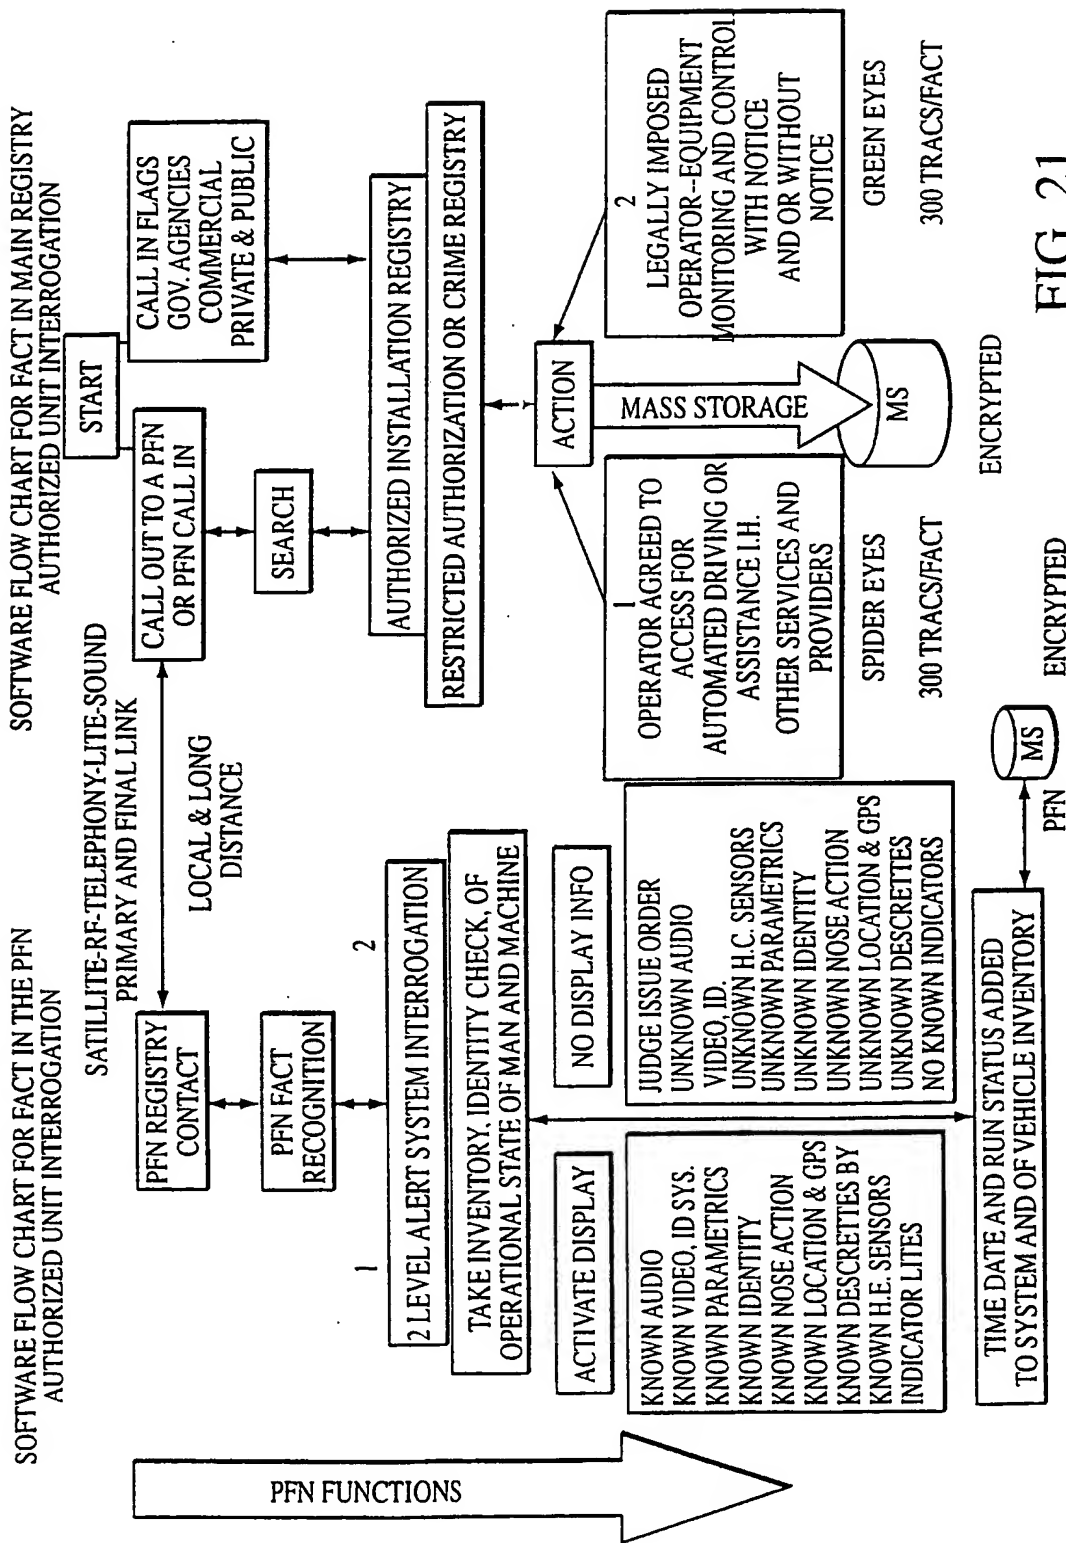 SOFTWARE FLOW CHART FOR FACT IN THE PFN
AUTHORIZED UNIT INTERROGATION
SOFTWARE FLOW CHART FOR FACT IN MAIN REGISTRY
AUTHORIZED UNIT INTERROGATION
SATILLITE-RF-TELEPHONY-LITE-SOUND
PRIMARY AND FINAL LINK
LOCAL & LONG
DISTANCE
START
CALL OUT TO A PFN
OR PFN CALL IN
CALL IN FLAGS
GOV. AGENCIES
COMMERCIAL
PRIVATE & PUBLIC
SEARCH
AUTHORIZED INSTALLATION REGISTRY
RESTRICTED AUTHORIZATION OR CRIME REGISTRY
ACTION
MASS STORAGE
MS
ENCRYPTED
1
OPERATOR AGREED TO
ACCESS FOR
AUTOMATED DRIVING OR
ASSISTANCE I.H.
OTHER SERVICES AND
PROVIDERS
SPIDER EYES
300 TRACS/FACT
2
LEGALLY IMPOSED
OPERATOR--EQUIPMENT
MONITORING AND CONTROL
WITH NOTICE
AND OR WITHOUT
NOTICE
GREEN EYES
300 TRACS/FACT
PFN REGISTRY
CONTACT
PFN FACT
RECOGNITION
1
2
2 LEVEL ALERT SYSTEM INTERROGATION
TAKE INVENTORY, IDENTITY CHECK, OF
OPERATIONAL STATE OF MAN AND MACHINE
ACTIVATE DISPLAY
KNOWN AUDIO
KNOWN VIDEO, ID SYS.
KNOWN PARAMETRICS
KNOWN IDENTITY
KNOWN NOSE ACTION
KNOWN LOCATION & GPS
KNOWN DESCRETTES BY
KNOWN H.E. SENSORS
INDICATOR LITES
NO DISPLAY INFO
JUDGE ISSUE ORDER
UNKNOWN AUDIO
VIDEO, ID.
UNKNOWN H.C. SENSORS
UNKNOWN PARAMETRICS
UNKNOWN IDENTITY
UNKNOWN NOSE ACTION
UNKNOWN LOCATION & GPS
UNKNOWN DESCRETTES
NO KNOWN INDICATORS
TIME DATE AND RUN STATUS ADDED
TO SYSTEM AND OF VEHICLE INVENTORY
MS
PFN
ENCRYPTED
PFN FUNCTIONS
FIG. 21